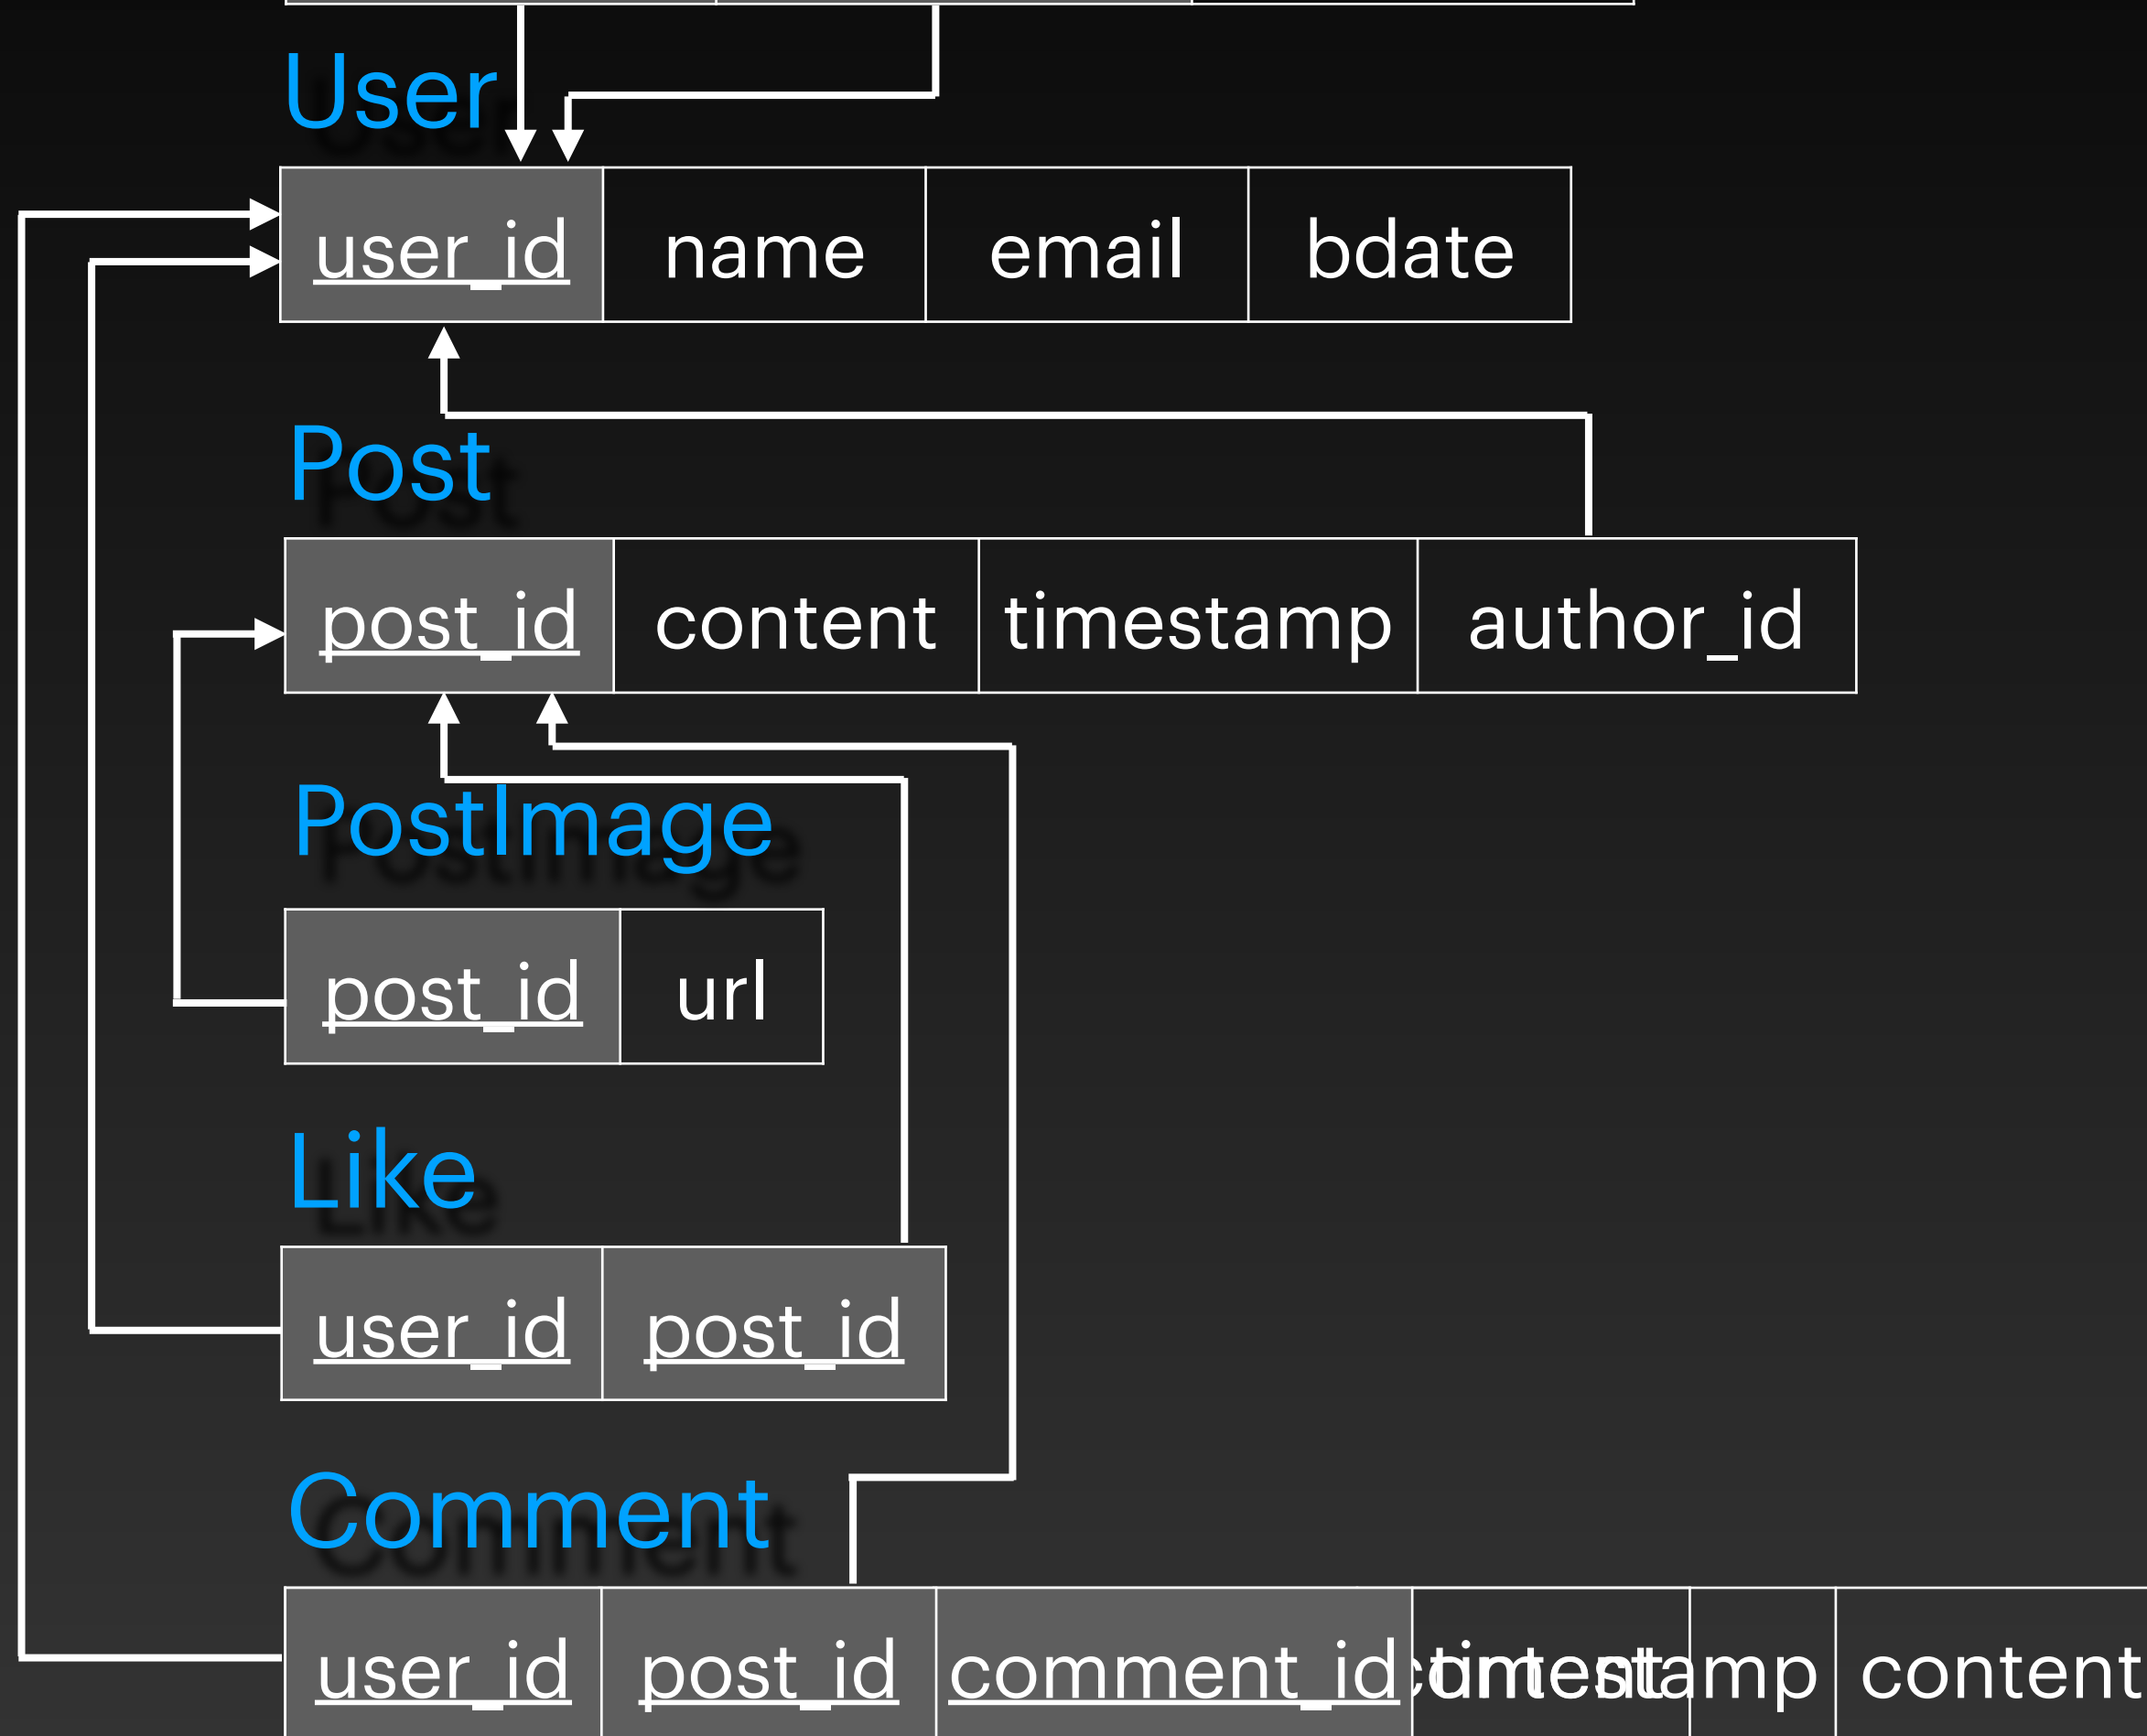 User
user_id name email bdate
Post
post_id content timestamp author_id
PostImage
post_id url
Like
user_id post_id
Comment
user_id post_id comment_id timestamp content